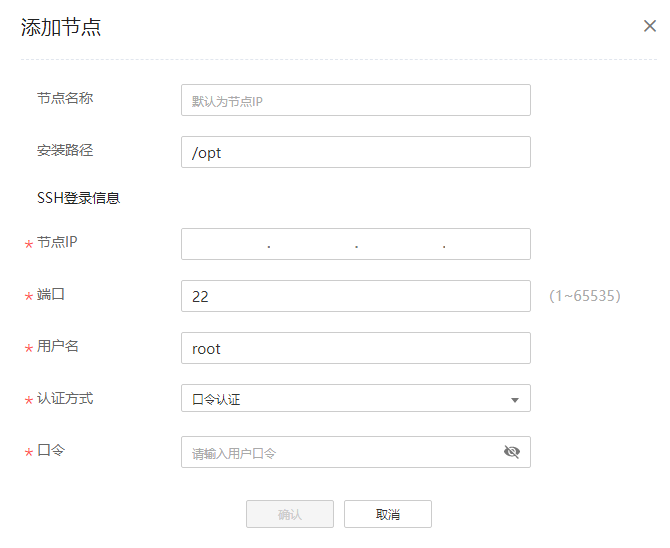 添加节点
节点名称 默认为节点IP
安装路径 /opt
SSH登录信息
* 节点IP . . .
* 端口 22 (1~65535)
* 用户名 root
* 认证方式 口令认证
* 口令 请输入用户口令
确认 取消